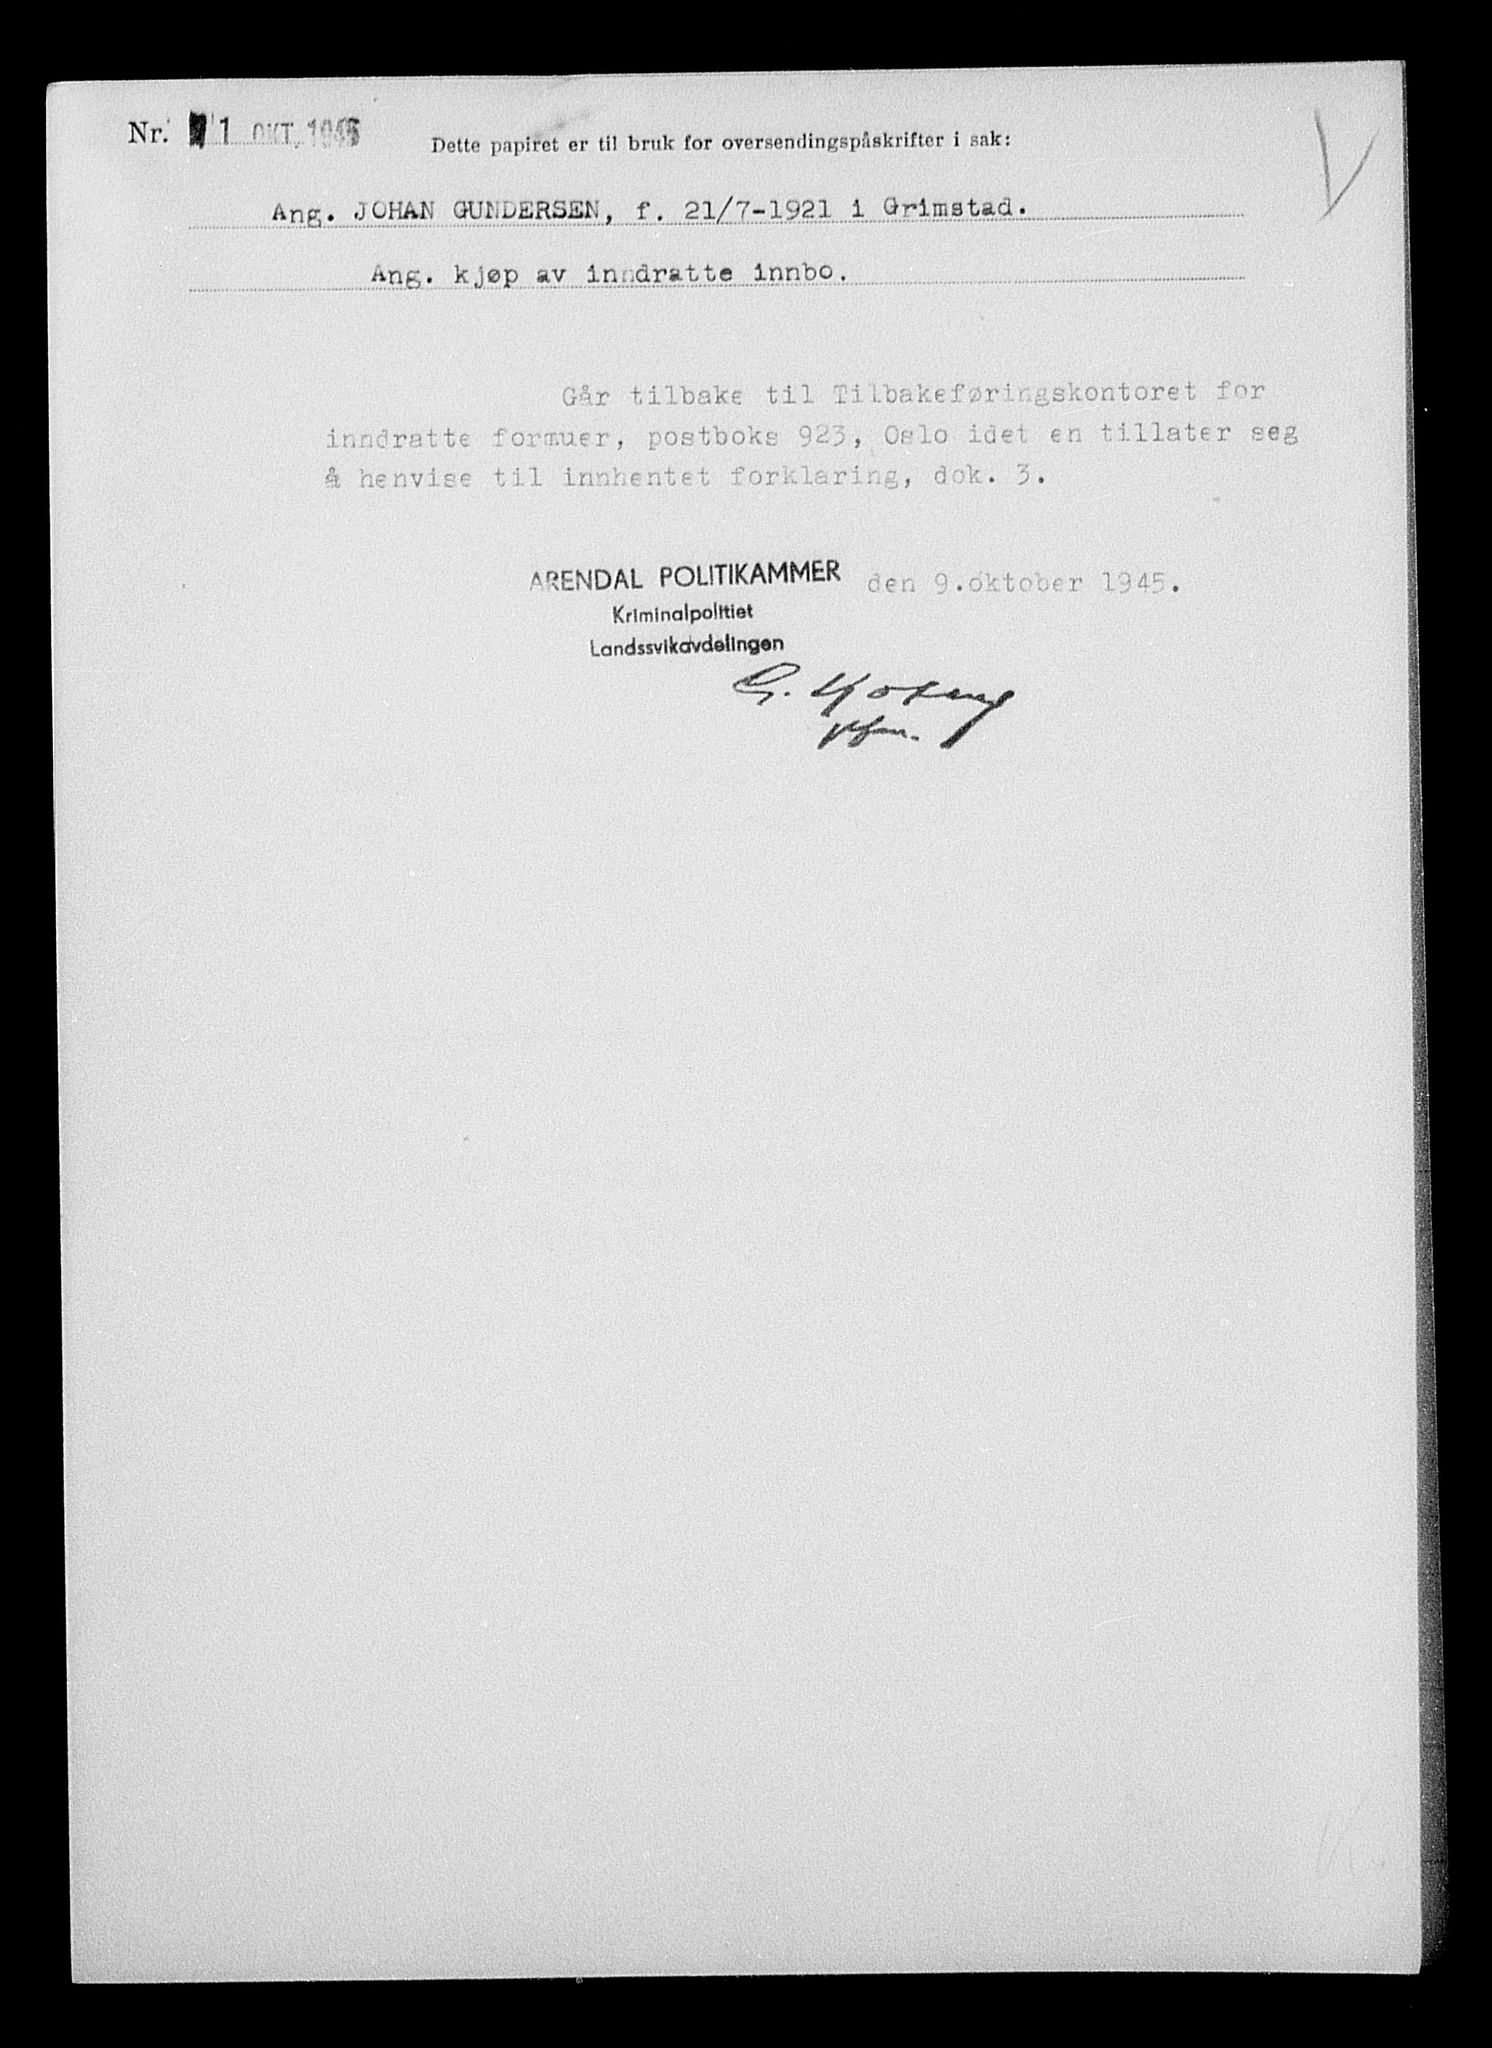 Nr. 11 OKT. 1945
Dette papiret er til bruk for oversendingspåskrifter i sak:
Ang. JOHAN GUNDERSEN, f. 21/7-1921 i Grimstad.
Ang. kjøp av inndratte innbo.
Går tilbake til Tilbakeføringskontoret for
inndratte formuer, postboks 923, Oslo idet en tillater seg
å henvise til innhentet forklaring, dok. 3.
ARENDAL POLITIKAMMER den 9.oktober 1945.
Kriminalpolitiet
Landssvikavdelingen
G.